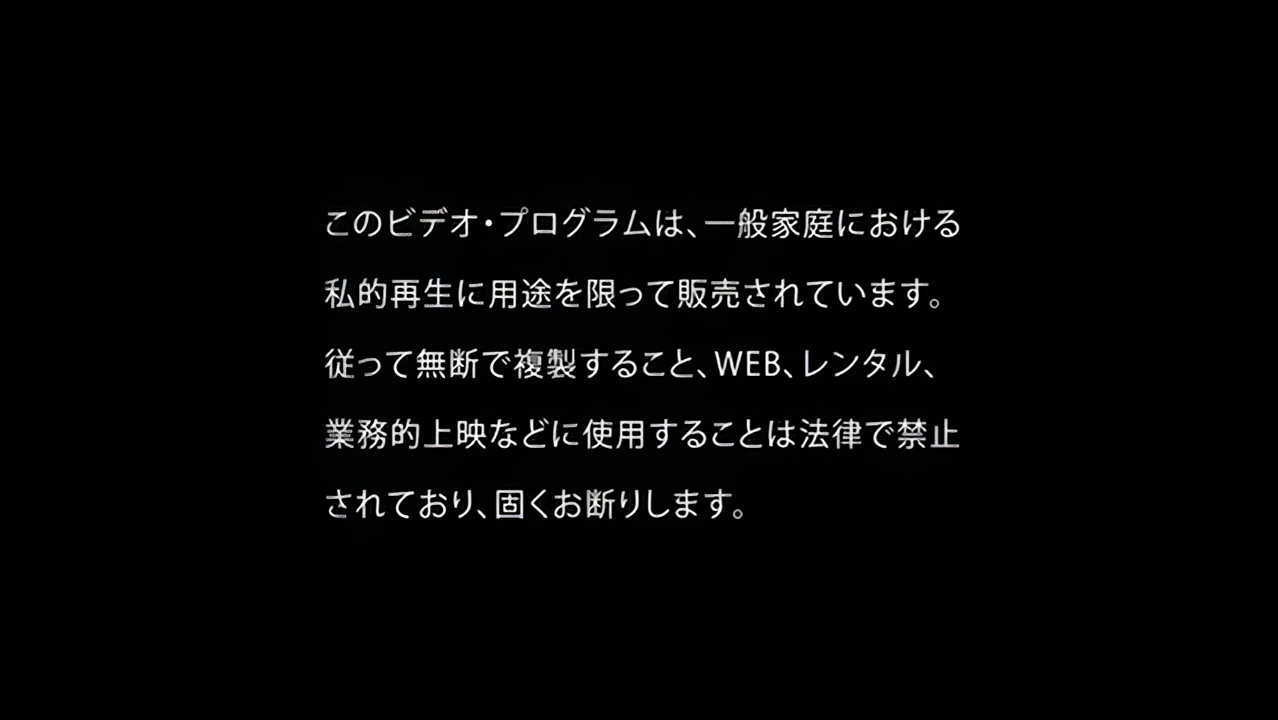 このビデオ・プログラムは、一般家庭における
私的再生に用途を限って販売されています。
従って無断で複製すること、WEB、レンタル、
業務的上映などに使用することは法律で禁止
されており、固くお断りします。